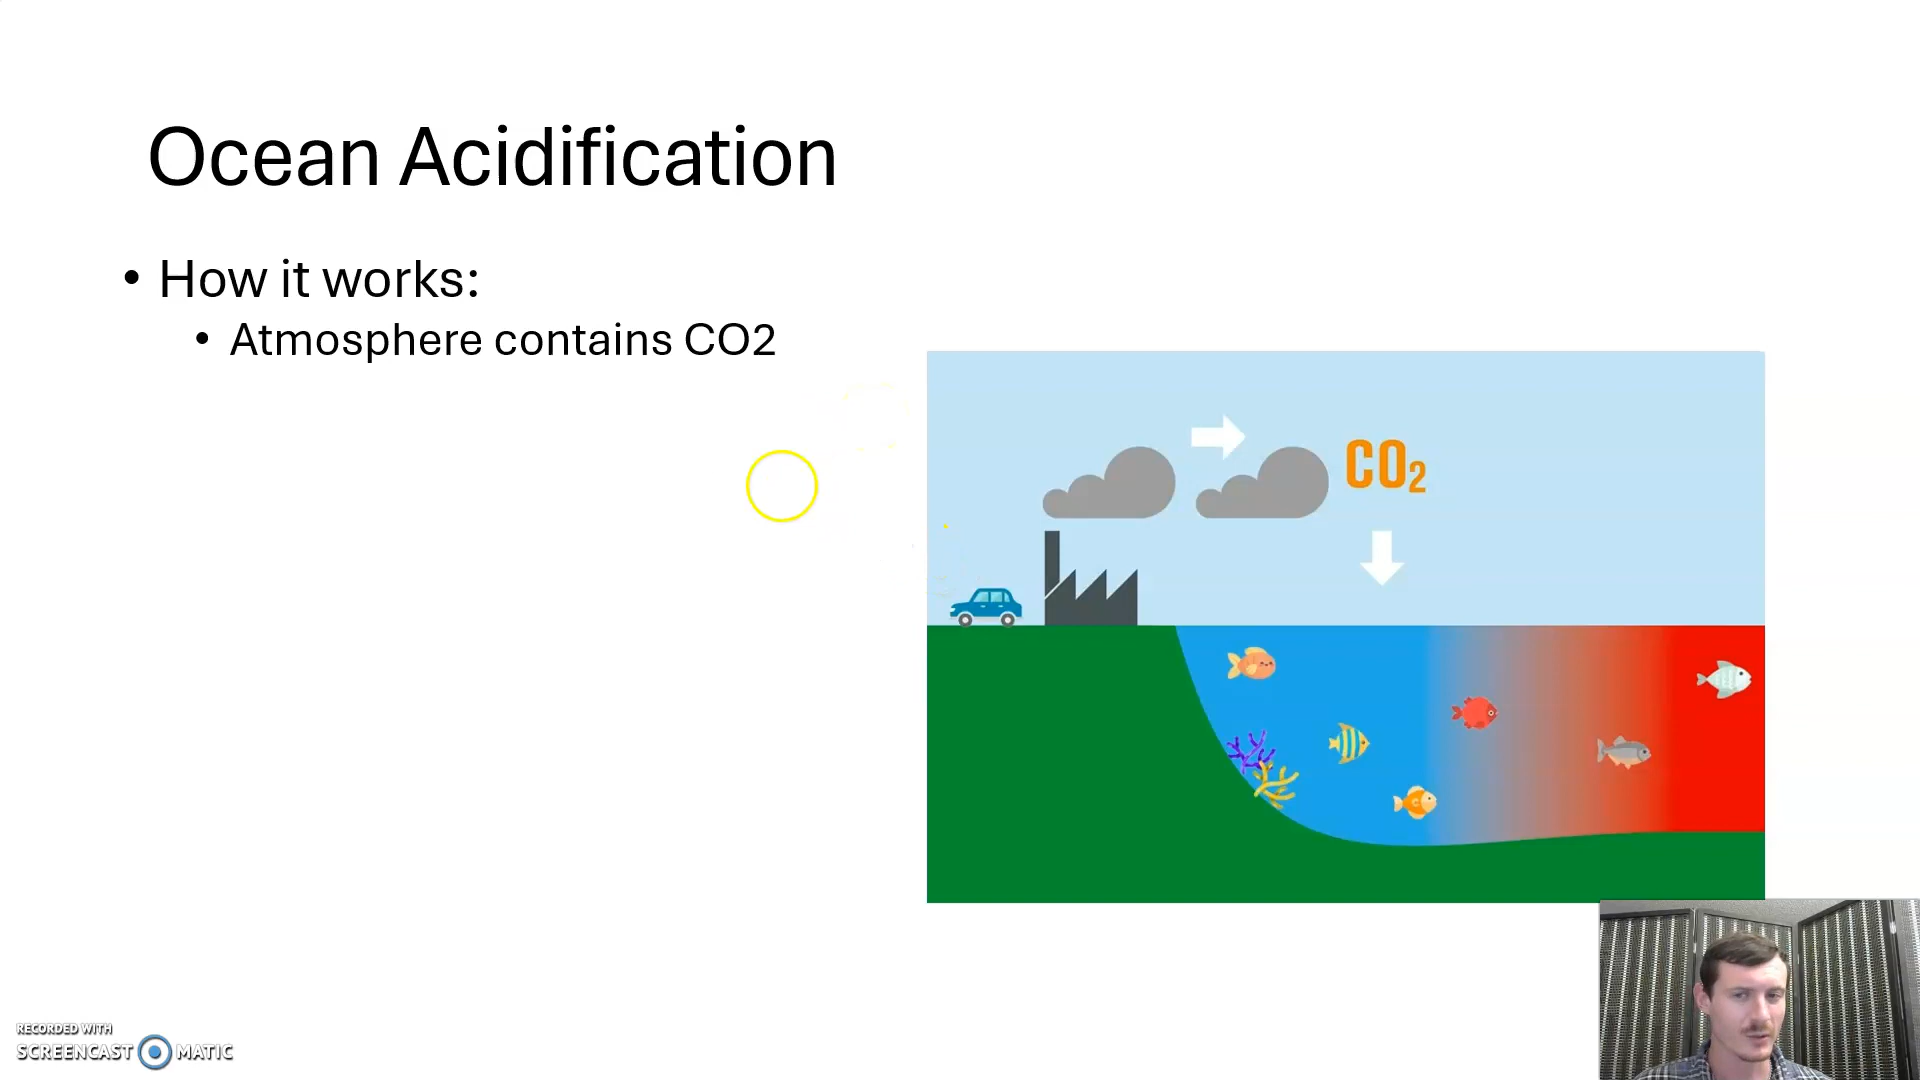 Ocean Acidification
• How it works:
• Atmosphere contains CO2
CO₂
RECORDED WITH
SCREENCAST MATIC